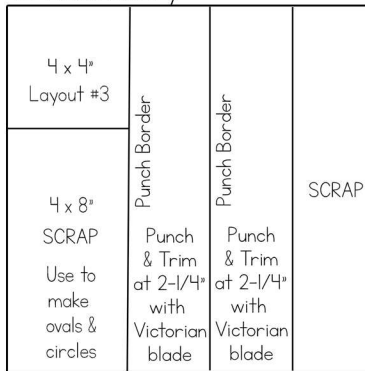 4 x 4"
Layout #3
4 x 8"
SCRAP
Use to
make
ovals &
circles
Punch Border
Punch
& Trim
at 2-1/4"
with
Victorian
blade
Punch Border
Punch
& Trim
at 2-1/4"
with
Victorian
blade
SCRAP